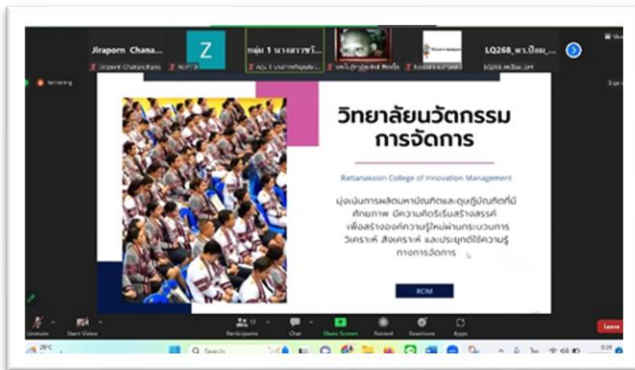 Jiraporn Chana...
Z
กลุ่ม 1
LQ268_
Jiraporn Chana
วิทยาลัยนวัตกรรม
การจัดการ
Rattanakosin College of Innovation Management
มุ่งเน้นการผลิตมหาบัณฑิตและดุษฎีบัณฑิตที่มี
ศักยภาพ มีความคิดริเริ่มสร้างสรรค์
เพื่อสร้างองค์ความรู้ใหม่ผ่านกระบวนการ
วิเคราะห์ สังเคราะห์ และประยุกต์ใช้ความรู้
ทางการจัดการ
RCIM
Unmute
Start Video
Participants
Chat
Share Screen
Record
Reactions
Apps
Leave
Search